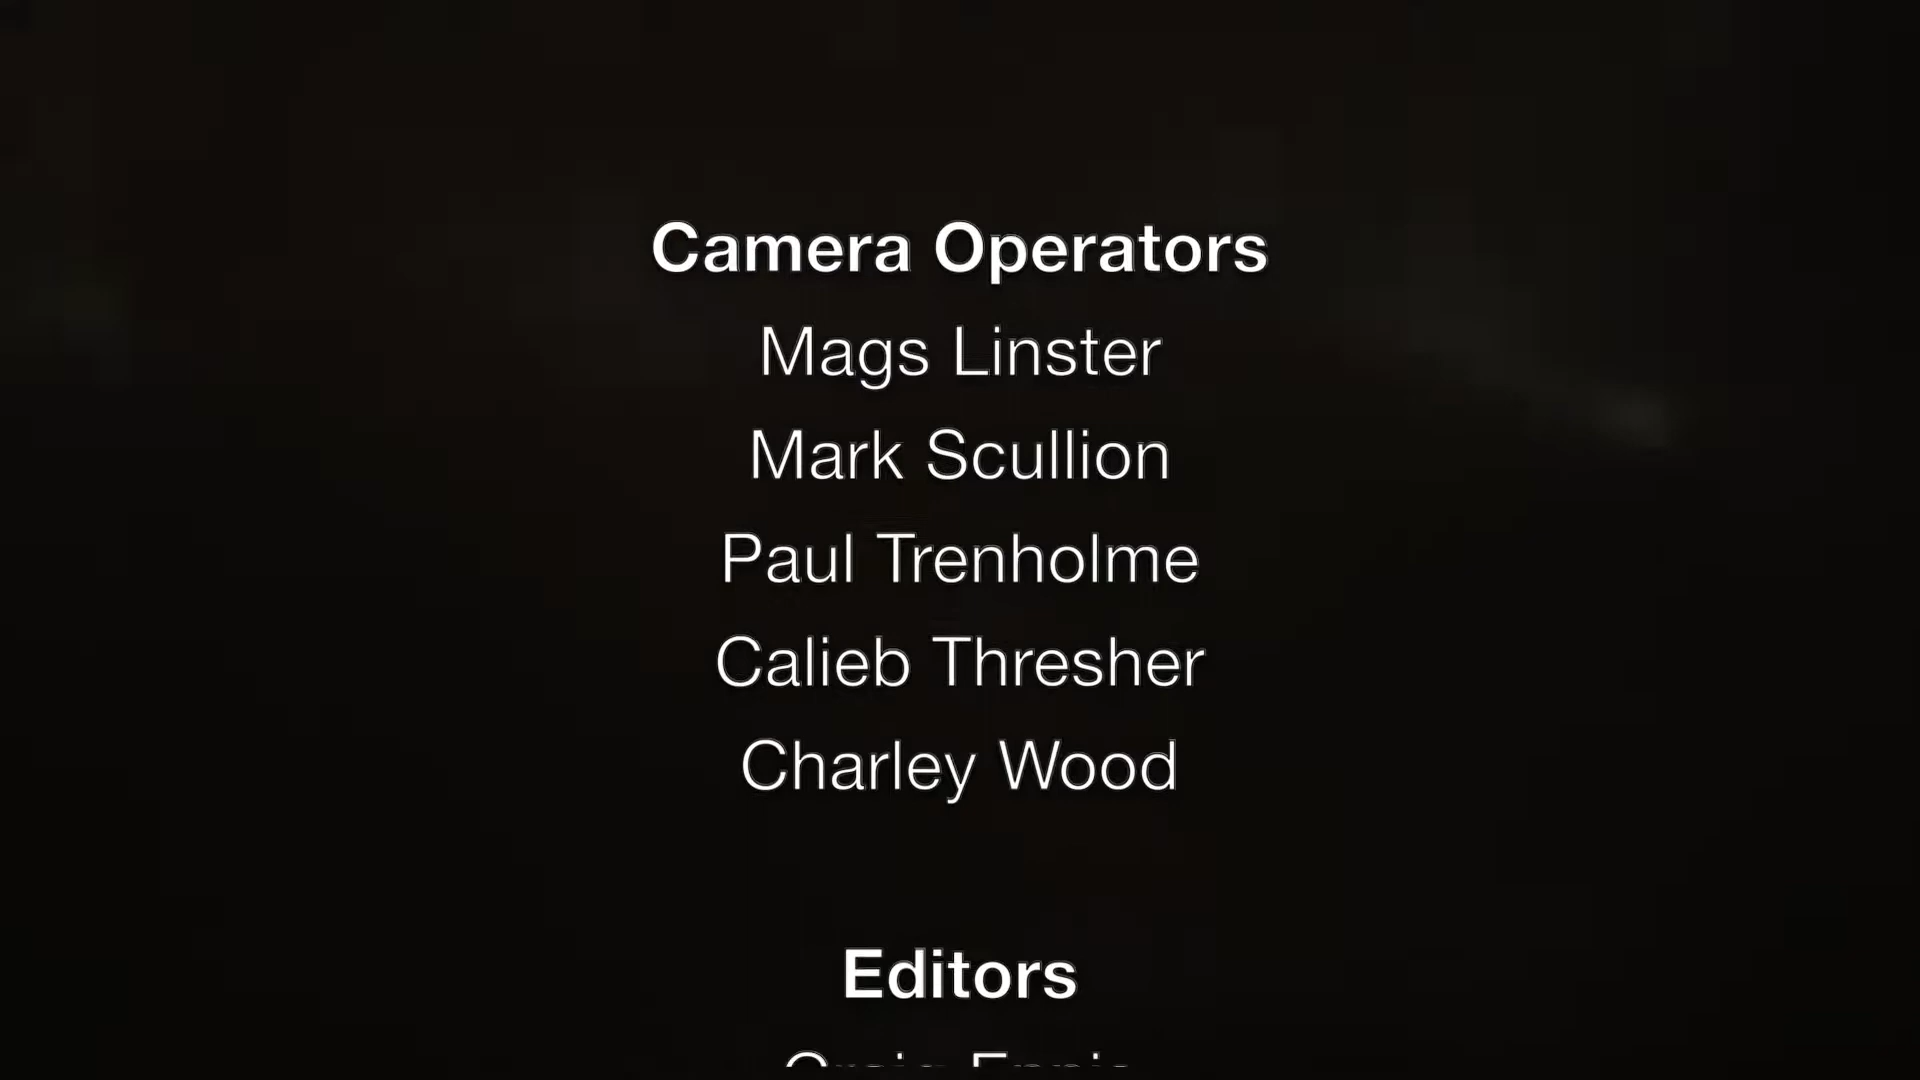 Camera Operators
Mags Linster
Mark Scullion
Paul Trenholme
Calieb Thresher
Charley Wood
Editors